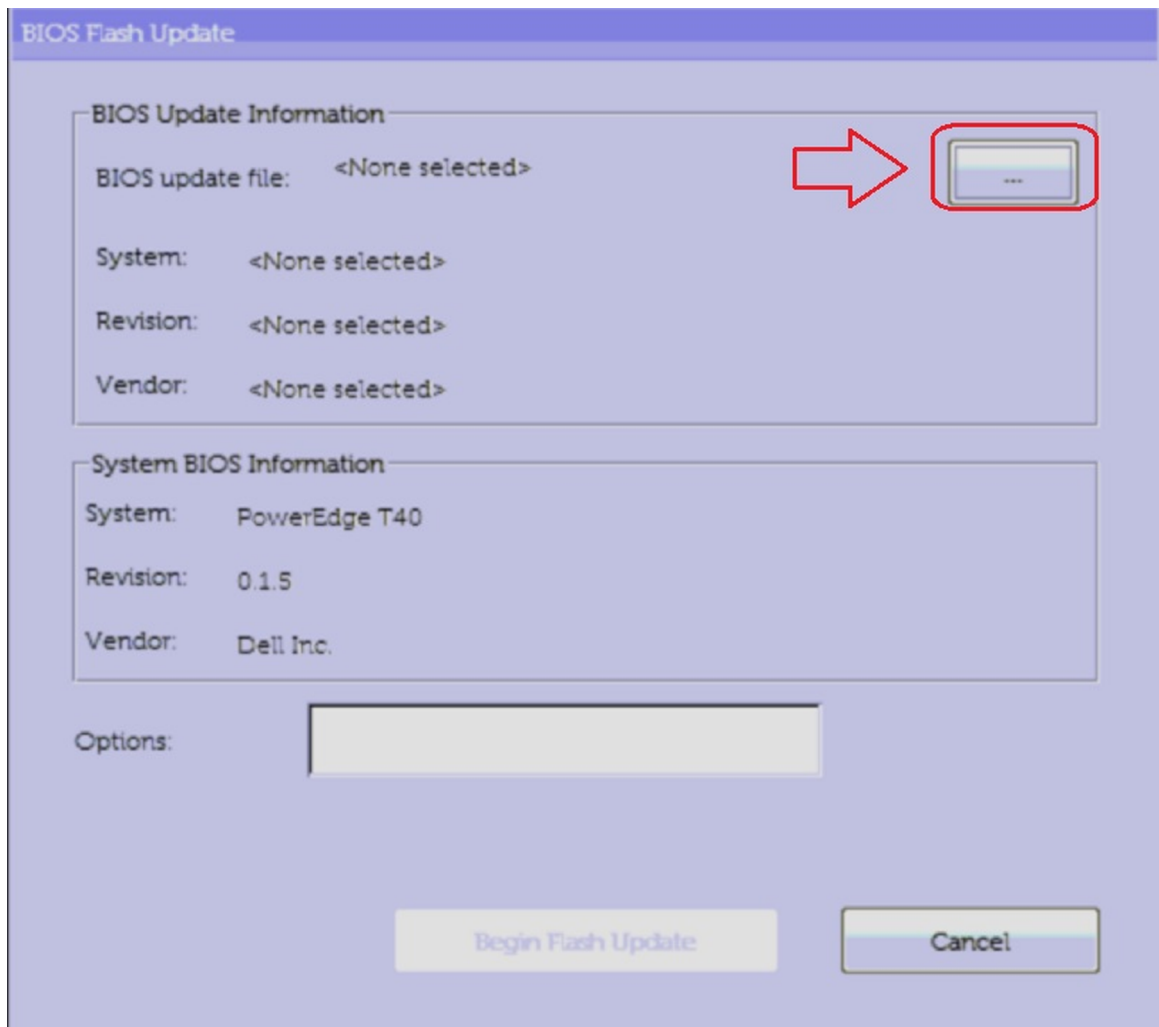 BIOS Flash Update
BIOS Update Information
BIOS update file: <None selected>
...
System: <None selected>
Revision: <None selected>
Vendor: <None selected>
System BIOS Information
System: PowerEdge T40
Revision: 0.1.5
Vendor: Dell Inc.
Options:
Begin Flash Update
Cancel